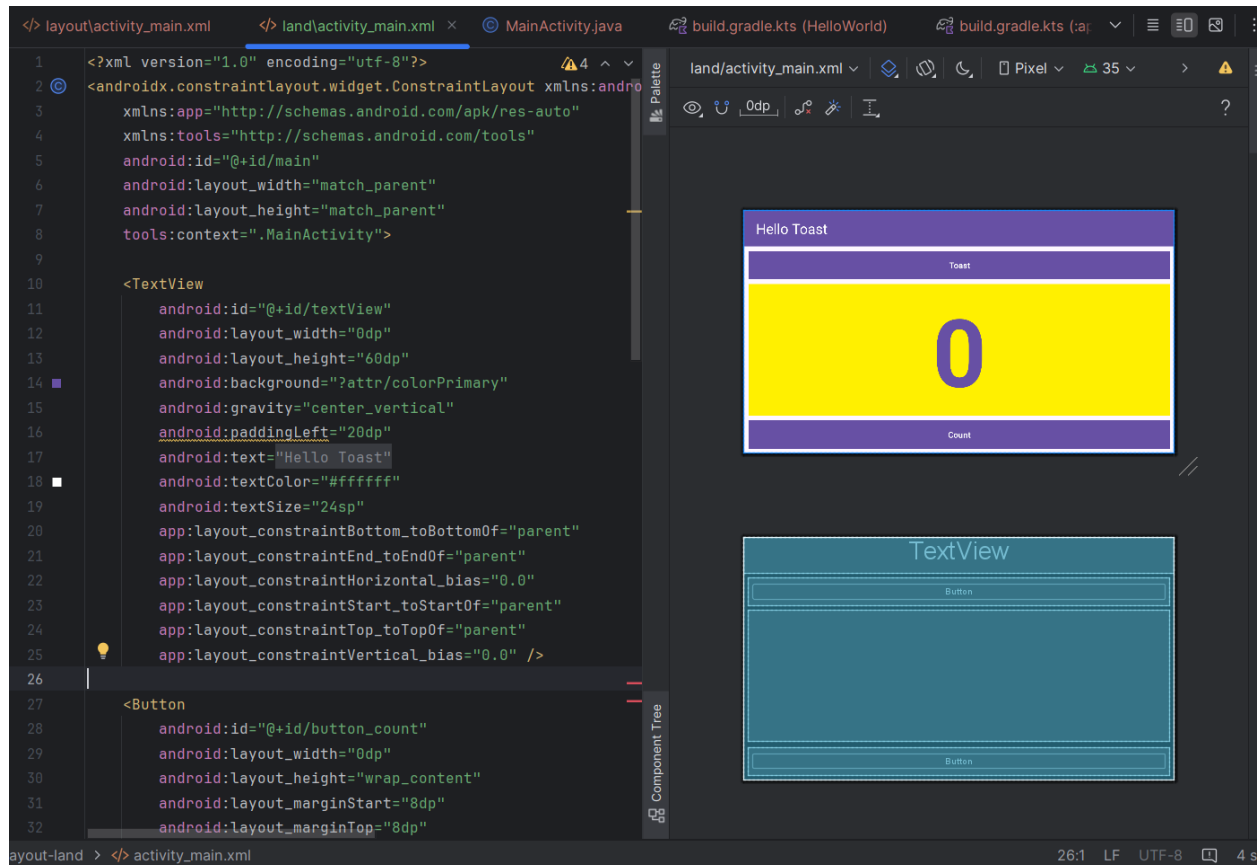 layout\activity_main.xml land\activity_main.xml MainActivity.java build.gradle.kts (HelloWorld) build.gradle.kts (:ap
1 <?xml version="1.0" encoding="utf-8"?> 4
2 <androidx.constraintlayout.widget.ConstraintLayout xmlns:andro
3 xmlns:app="http://schemas.android.com/apk/res-auto"
4 xmlns:tools="http://schemas.android.com/tools"
5 android:id="@+id/main"
6 android:layout_width="match_parent"
7 android:layout_height="match_parent"
8 tools:context=".MainActivity">
9
10 <TextView
11 android:id="@+id/textView"
12 android:layout_width="0dp"
13 android:layout_height="60dp"
14 android:background="?attr/colorPrimary"
15 android:gravity="center_vertical"
16 android:paddingLeft="20dp"
17 android:text="Hello Toast"
18 android:textColor="#ffffff"
19 android:textSize="24sp"
20 app:layout_constraintBottom_toBottomOf="parent"
21 app:layout_constraintEnd_toEndOf="parent"
22 app:layout_constraintHorizontal_bias="0.0"
23 app:layout_constraintStart_toStartOf="parent"
24 app:layout_constraintTop_toTopOf="parent"
25 app:layout_constraintVertical_bias="0.0" />
26
27 <Button
28 android:id="@+id/button_count"
29 android:layout_width="0dp"
30 android:layout_height="wrap_content"
31 android:layout_marginStart="8dp"
32 android:layout_marginTop="8dp"
Palette
Component Tree
land/activity_main.xml Pixel 35
0dp ?
Hello Toast
Toast
0
Count
TextView
Button
Button
ayout-land > activity_main.xml 26:1 LF UTF-8 4 s